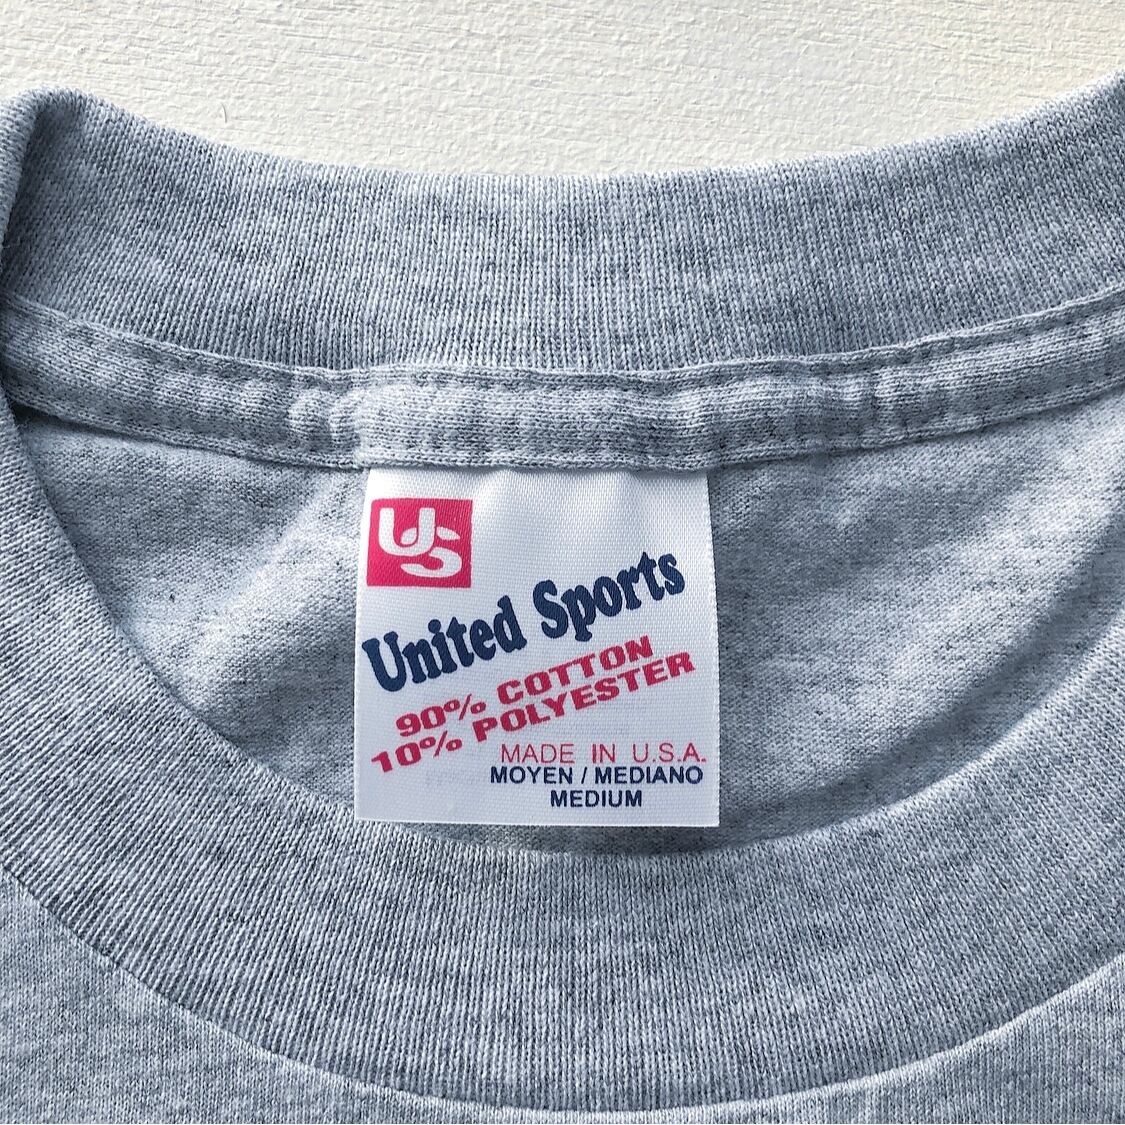 US
United Sports
90% COTTON
10% POLYESTER
MADE IN U.S.A.
MOYEN / MEDIANO
MEDIUM